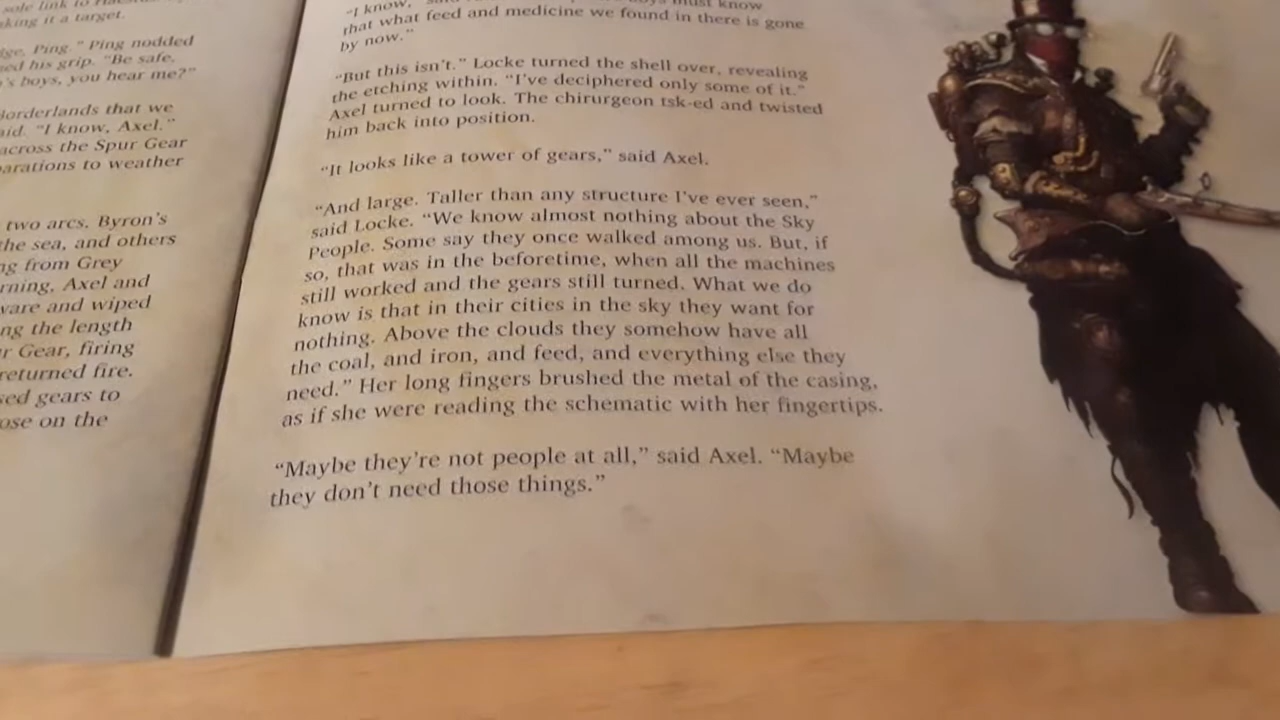 sole link to
king it a target.
ge, Ping." Ping nodded
ed his grip. "Be safe,
's boys, you hear me?"
Borderlands that we
aid. "I know, Axel."
across the Spur Gear
parations to weather
two arcs. Byron's
the sea, and others
ng from Grey
rning, Axel and
ware and wiped
ng the length
r Gear, firing
returned fire.
sed gears to
ose on the
"I know," must know
that what feed and medicine we found in there is gone
by now."
"But this isn't." Locke turned the shell over, revealing
the etching within. "I've deciphered only some of it."
Axel turned to look. The chirurgeon tsk-ed and twisted
him back into position.
"It looks like a tower of gears," said Axel.
"And large. Taller than any structure I've ever seen,"
said Locke. "We know almost nothing about the Sky
People. Some say they once walked among us. But, if
so, that was in the beforetime, when all the machines
still worked and the gears still turned. What we do
know is that in their cities in the sky they want for
nothing. Above the clouds they somehow have all
the coal, and iron, and feed, and everything else they
need." Her long fingers brushed the metal of the casing,
as if she were reading the schematic with her fingertips.
"Maybe they're not people at all," said Axel. "Maybe
they don't need those things."